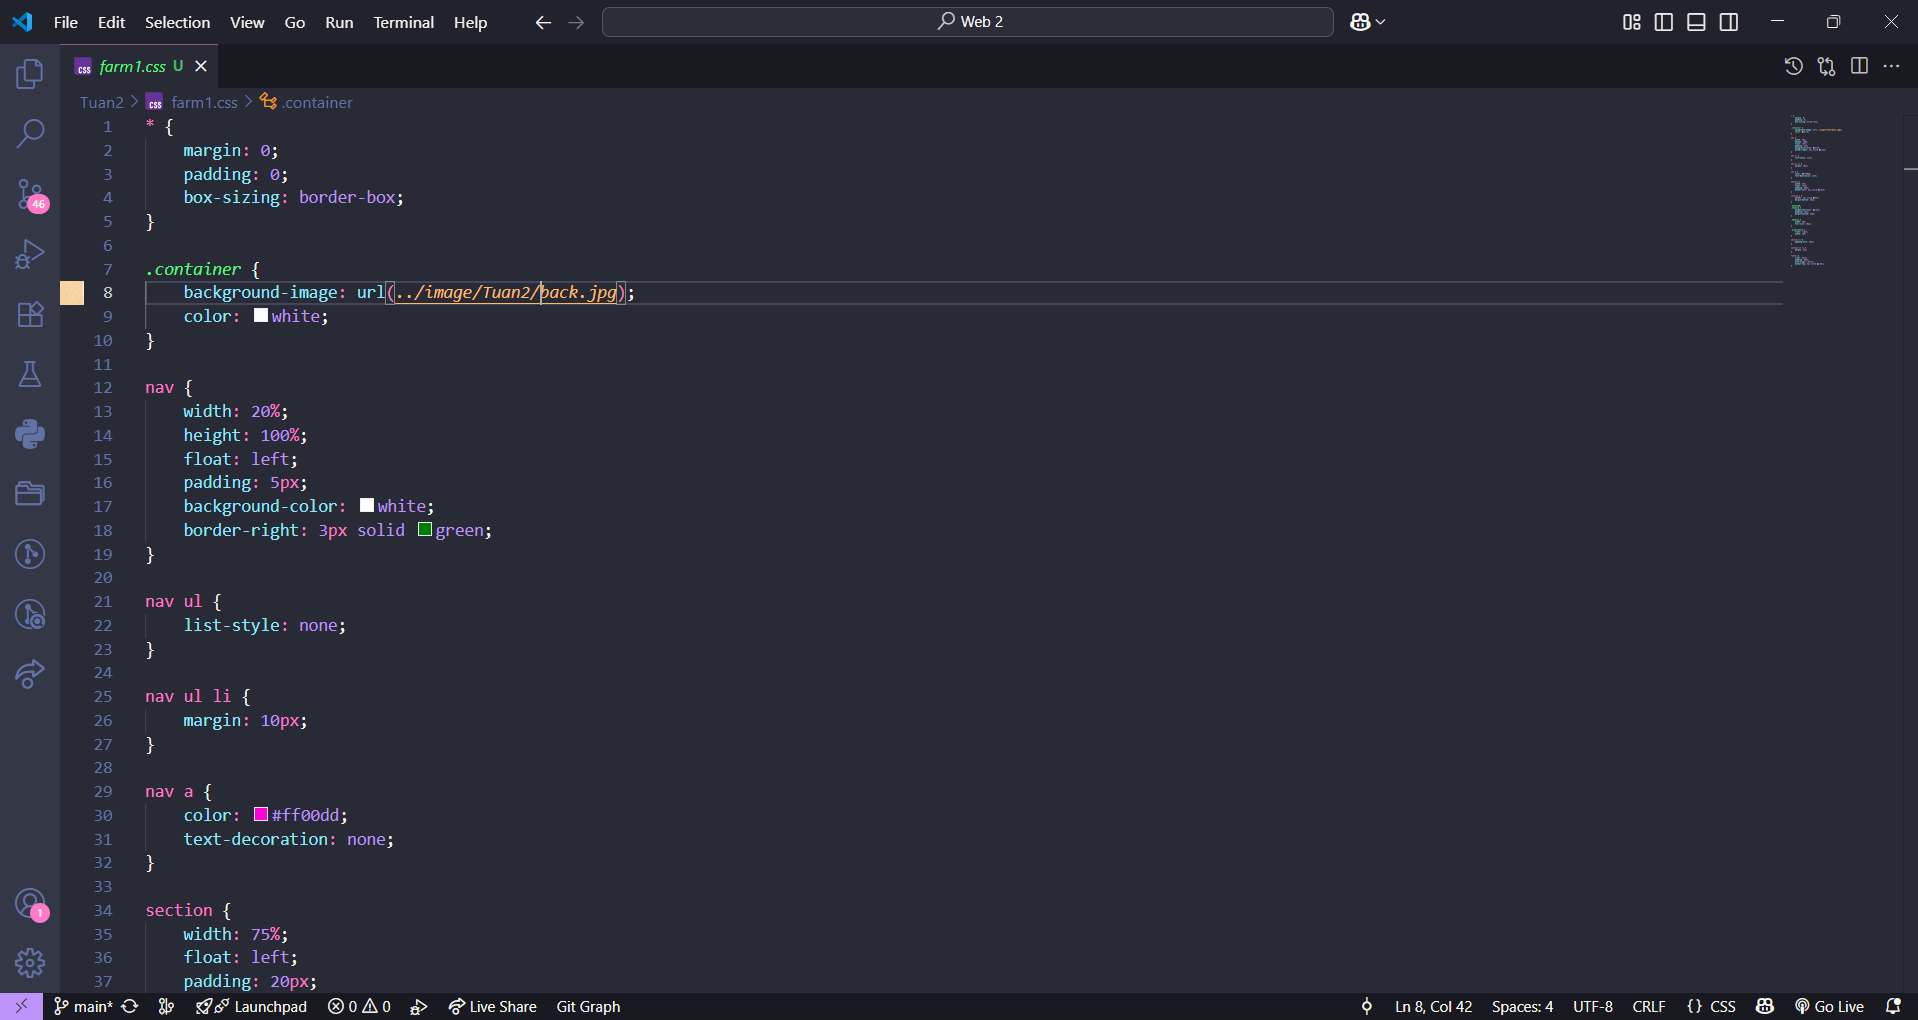 File Edit Selection View Go Run Terminal Help Web 2
css farm1.css U
Tuan2 > css farm1.css > .container
1 * {
2 margin: 0;
3 padding: 0;
4 box-sizing: border-box;
5 }
6
7 .container {
8 background-image: url(../image/Tuan2/back.jpg);
9 color: white;
10 }
11
12 nav {
13 width: 20%;
14 height: 100%;
15 float: left;
16 padding: 5px;
17 background-color: white;
18 border-right: 3px solid green;
19 }
20
21 nav ul {
22 list-style: none;
23 }
24
25 nav ul li {
26 margin: 10px;
27 }
28
29 nav a {
30 color: #ff00dd;
31 text-decoration: none;
32 }
33
34 section {
35 width: 75%;
36 float: left;
37 padding: 20px;
46
1
main* Launchpad 0 0 Live Share Git Graph Ln 8, Col 42 Spaces: 4 UTF-8 CRLF {} CSS Go Live